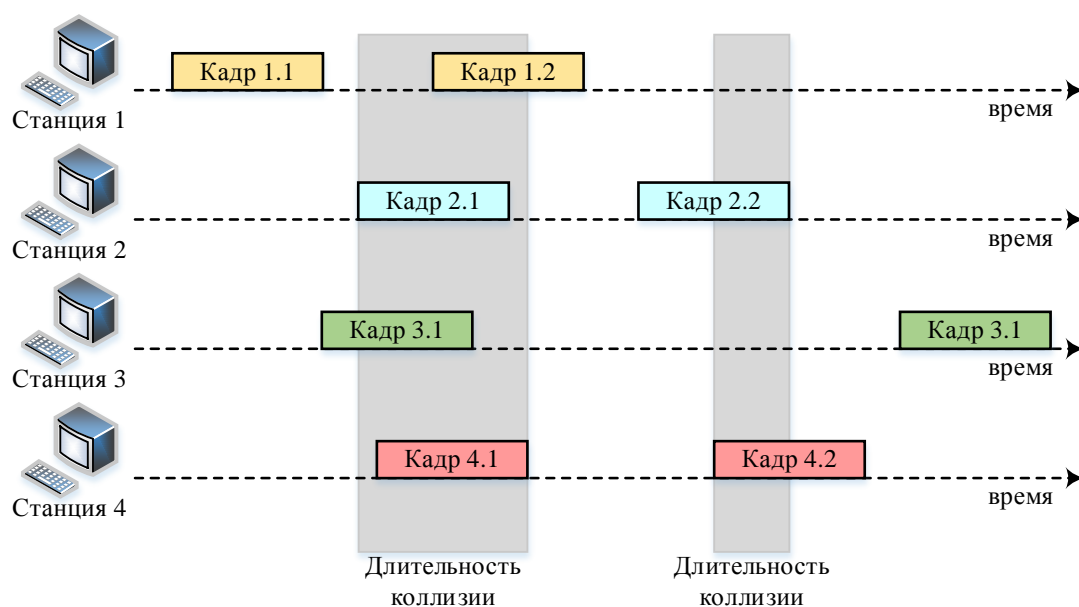 Кадр 1.1
Кадр 1.2
Станция 1
время
Кадр 2.1
Кадр 2.2
Станция 2
время
Кадр 3.1
Кадр 3.1
Станция 3
время
Кадр 4.1
Кадр 4.2
Станция 4
время
Длительность
коллизии
Длительность
коллизии